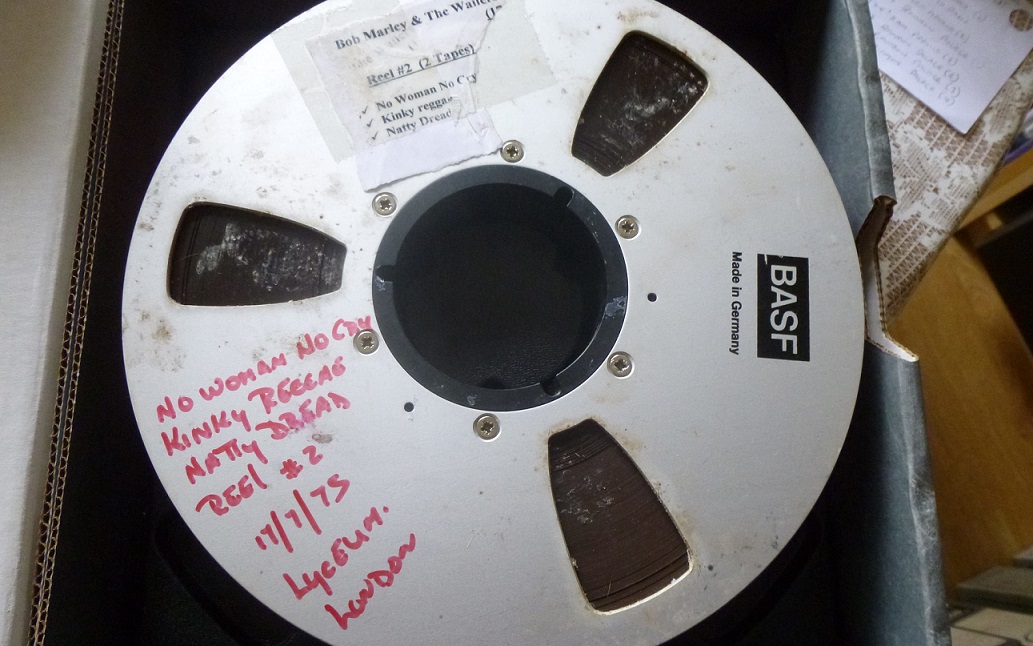 Bob Marley & The Waile
Reel #2 (2 Tapes)
✓ No Woman No Cry
✓ Kinky regga
✓ Natty Dread
BASF
Made in Germany
NO WOMAN NO CRY
KINKY REGGAE
NATTY DREAD
REEL #2
17/7/75
LYCEUM.
LONDON